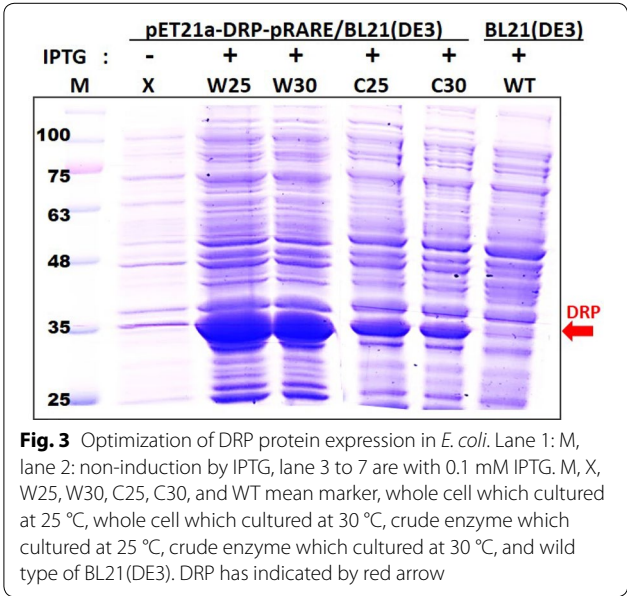 pET21a-DRP-pRARE/BL21(DE3) BL21(DE3)
IPTG : - + + + + +
M X W25 W30 C25 C30 WT
100
75
63
48
DRP
35
25
Fig. 3 Optimization of DRP protein expression in E. coli. Lane 1: M,
lane 2: non-induction by IPTG, lane 3 to 7 are with 0.1 mM IPTG. M, X,
W25, W30, C25, C30, and WT mean marker, whole cell which cultured
at 25 °C, whole cell which cultured at 30 °C, crude enzyme which
cultured at 25 °C, crude enzyme which cultured at 30 °C, and wild
type of BL21(DE3). DRP has indicated by red arrow